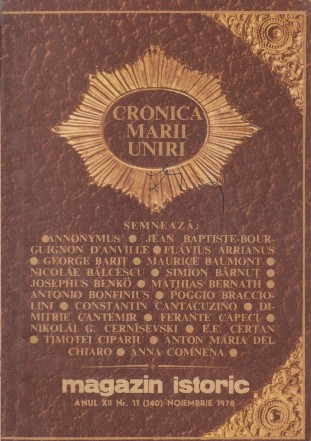 CRONICA
MARII
UNIRI
SEMNEAZĂ:
● ANNONYMUS ● JEAN BAPTISTE-BOUR-
GUIGNON D'ANVILLE ● FLAVIUS ARRIANUS
● GEORGE BARIȚ ● MAURICE BAUMONT ●
NICOLAE BĂLCESCU ● SIMION BĂRNUȚ ●
JOSEPHUS BENKÖ ● MATHIAS BERNATH ●
ANTONIO BONFINIUS ● POGGIO BRACCIO-
LINI ● CONSTANTIN CANTACUZINO ● DI-
MITRIE CANTEMIR ● FERANTE CAPECI ●
NIKOLÁI G. CERNÎȘEVSKI ● E.E. CERTAN
● TIMOTEI CIPARIU ● ANTON MARIA DEL
CHIARO ● ANNA COMNENA ●
magazin istoric
ANUL XII Nr. 11 (140) NOIEMBRIE 1978